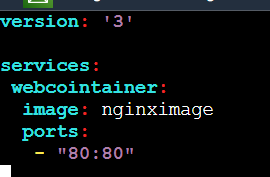 version: '3'
services:
webcointainer:
image: nginximage
ports:
- "80:80"